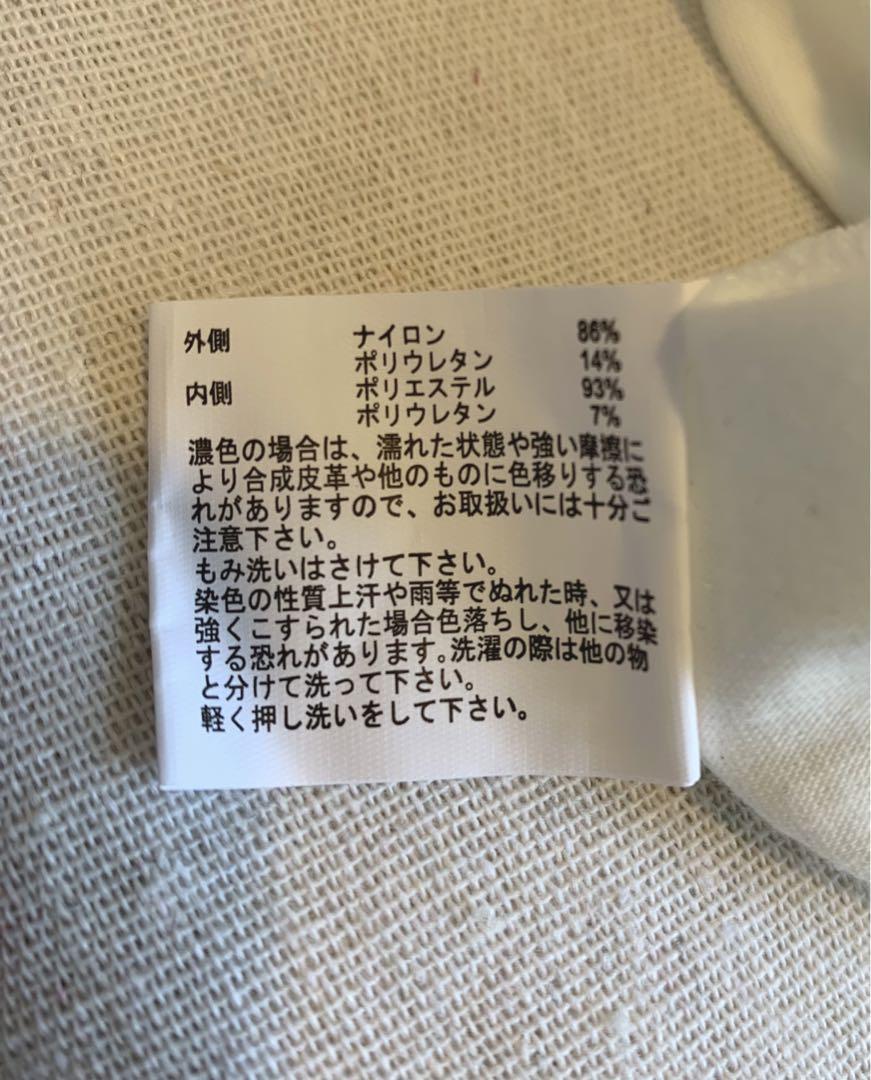 外側 ナイロン 86%
ポリウレタン 14%
内側 ポリエステル 93%
ポリウレタン 7%
濃色の場合は、濡れた状態や強い摩擦に
より合成皮革や他のものに色移りする恐
れがありますので、お取扱いには十分ご
注意下さい。
もみ洗いはさけて下さい。
染色の性質上汗や雨等でぬれた時、又は
強くこすられた場合色落ちし、他に移染
する恐れがあります。洗濯の際は他の物
と分けて洗って下さい。
軽く押し洗いをして下さい。